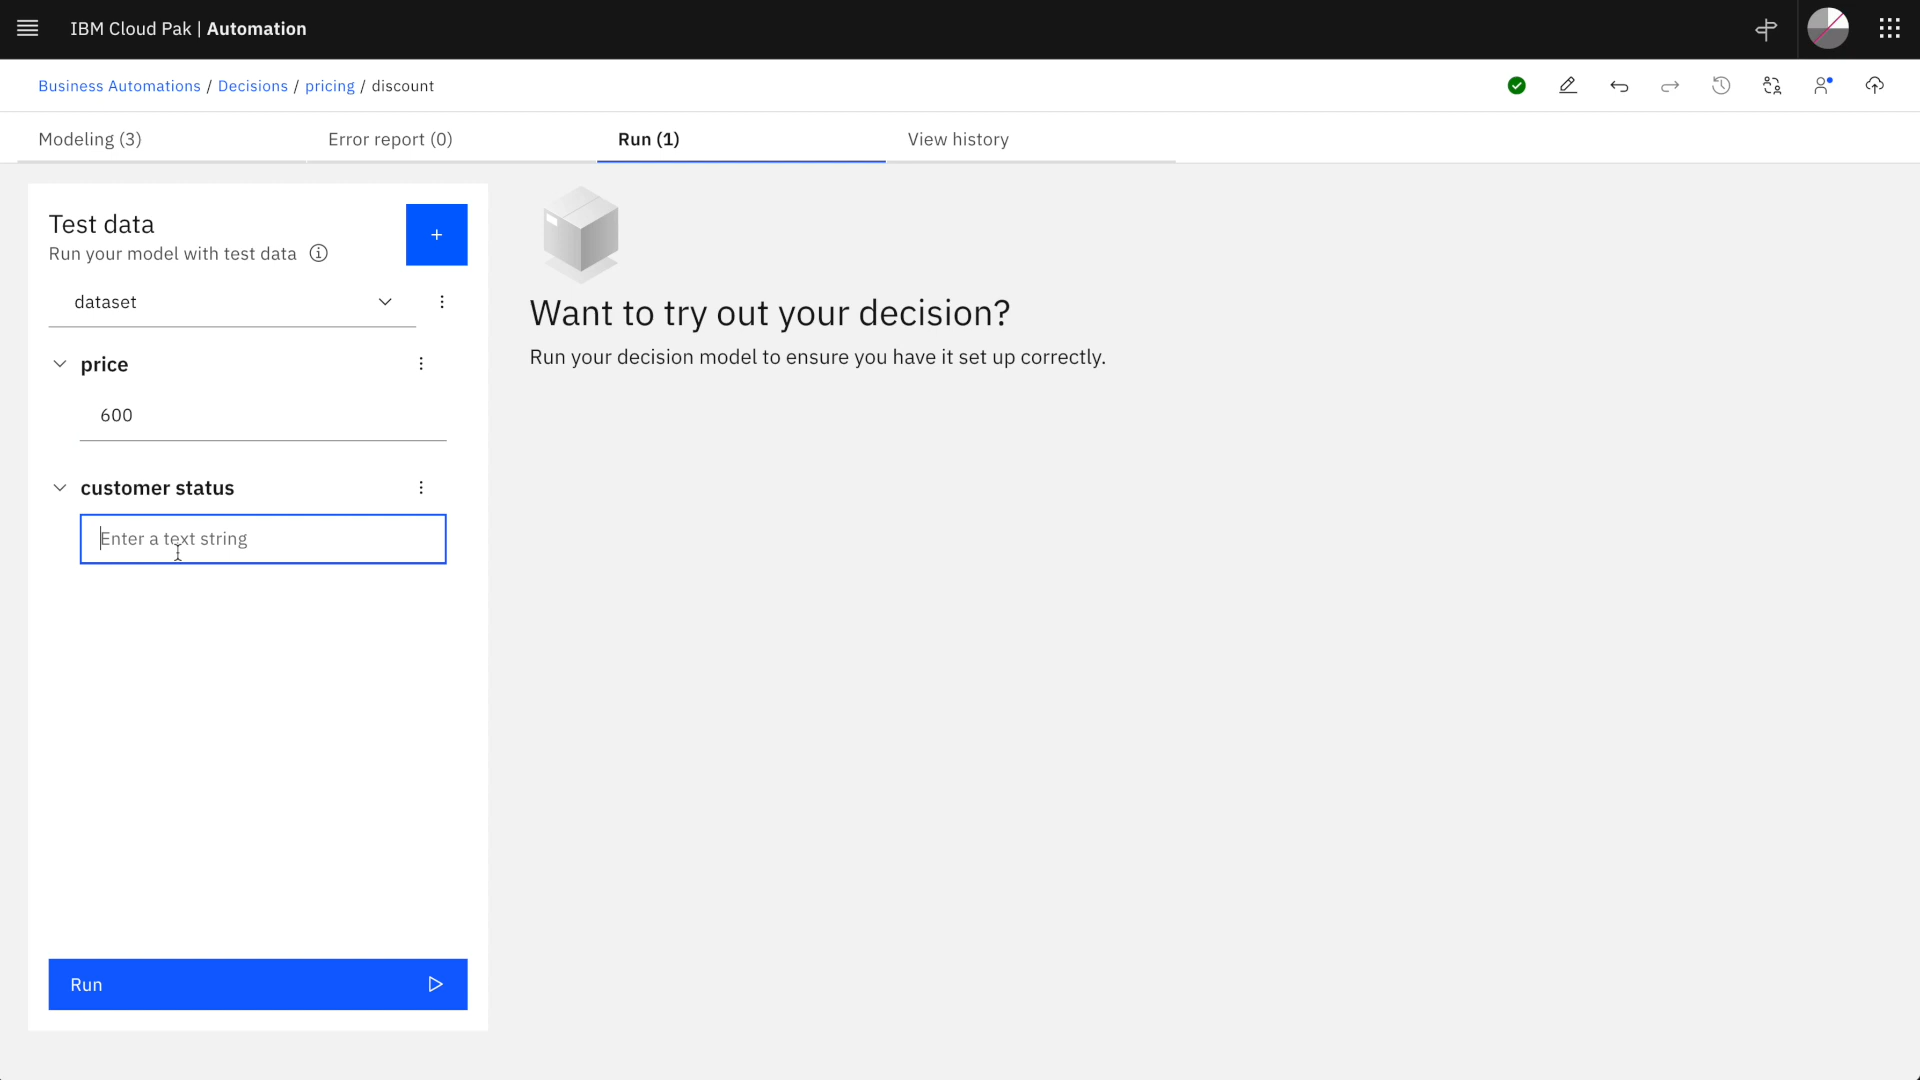 IBM Cloud Pak | Automation
Business Automations / Decisions / pricing / discount
Modeling (3)
Error report (0)
Run (1)
View history
Test data
Run your model with test data
+
dataset
price
600
customer status
Enter a text string
Run
Want to try out your decision?
Run your decision model to ensure you have it set up correctly.